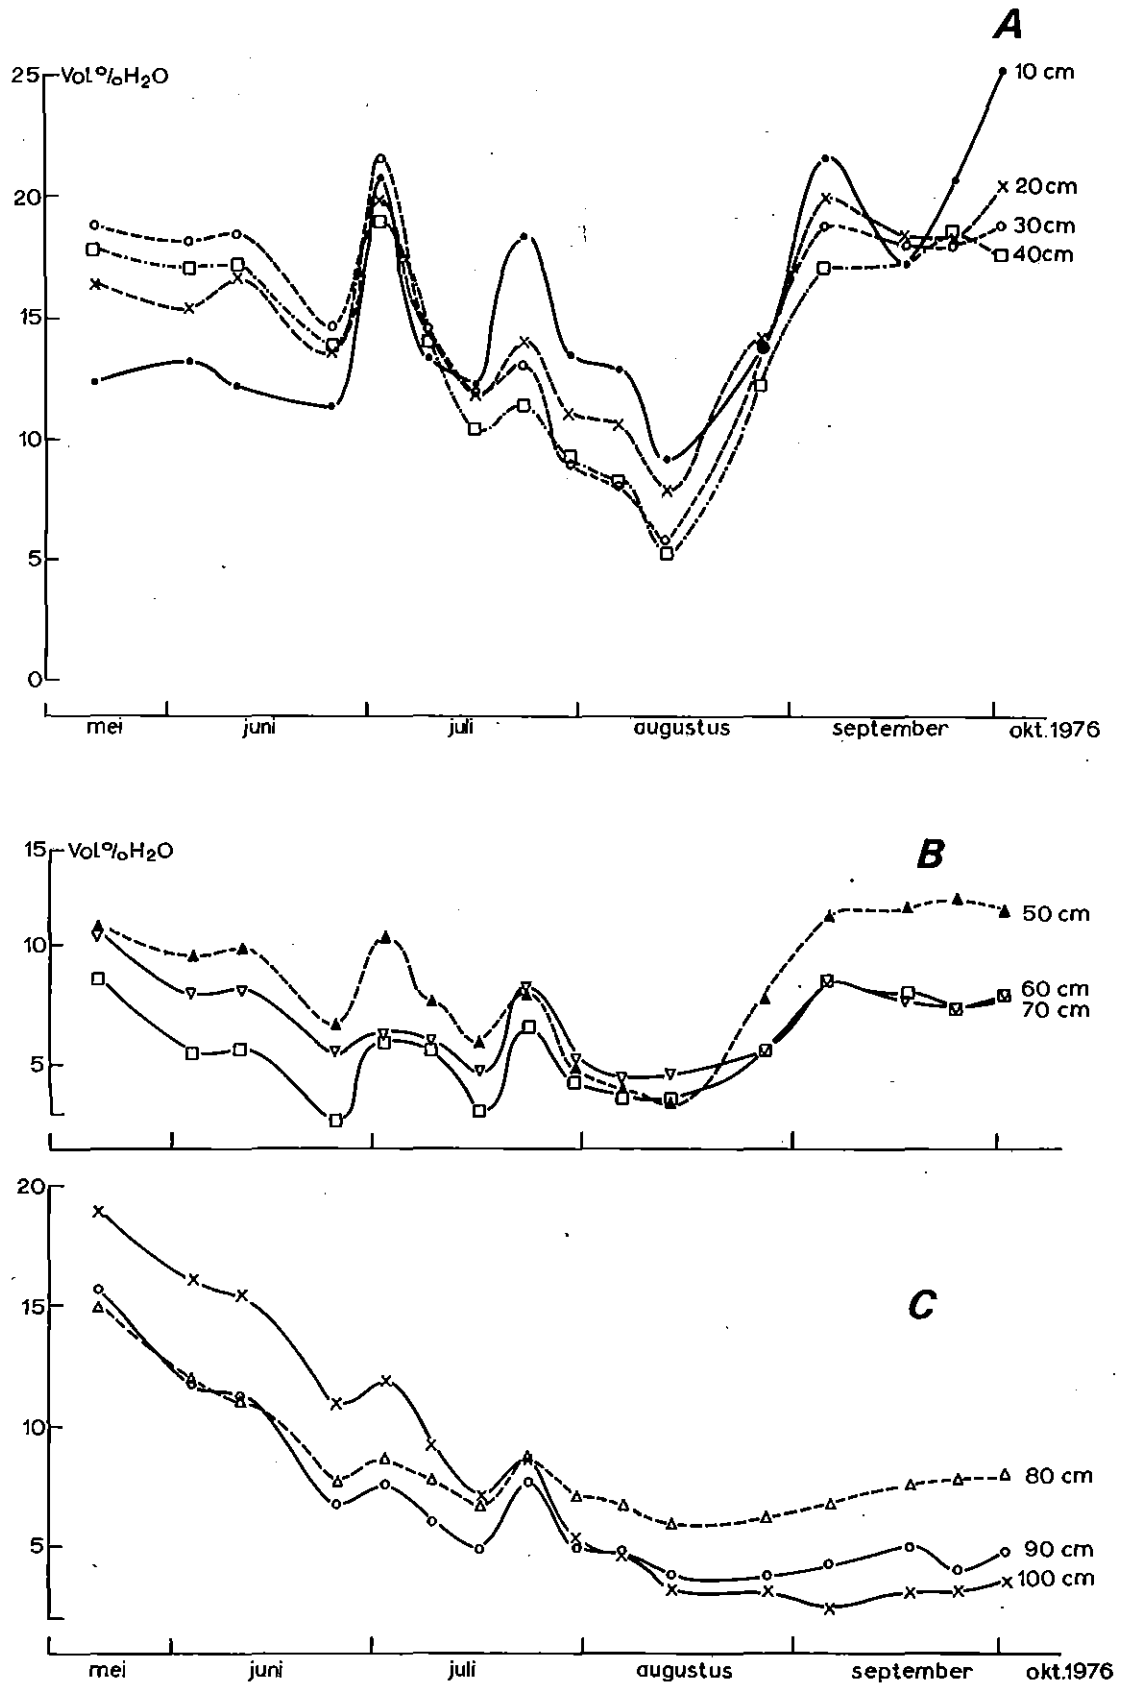 A
25 Vol.%H₂O
10 cm
20
20cm
30cm
40cm
15
10
5
0
mei juni juli augustus september okt.1976
B
15 Vol.%H₂O
50 cm
10
60 cm
70 cm
5
20
15
C
10
80 cm
5
90 cm
100 cm
mei juni juli augustus september okt.1976